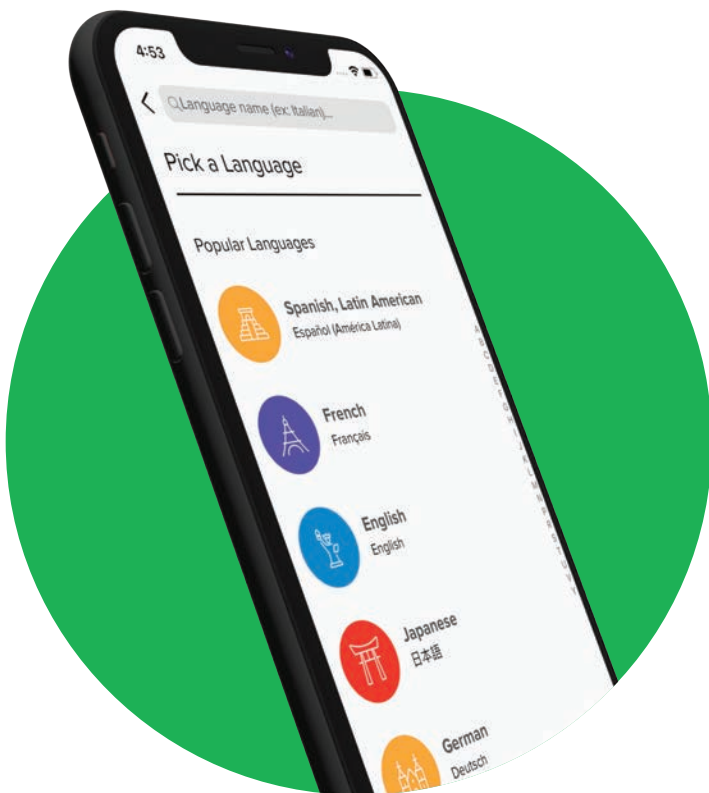 4:53
Language name (ex: Italian)...
Pick a Language
Popular Languages
Spanish, Latin American
Español (América Latina)
French
Français
English
English
Japanese
日本語
German
Deutsch